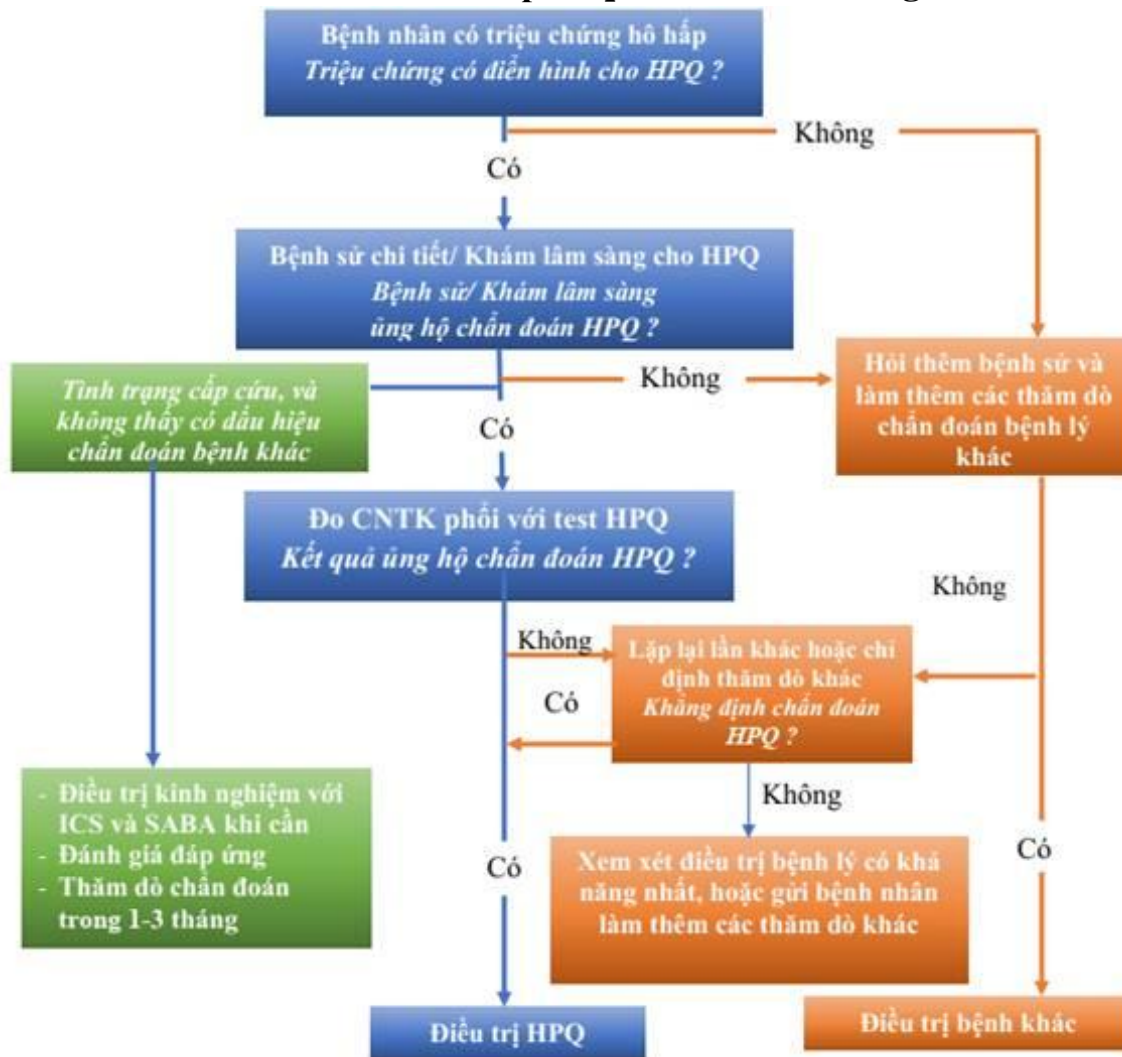 Bệnh nhân có triệu chứng hô hấp
Triệu chứng có điển hình cho HPQ ?
Không
Có
Bệnh sử chi tiết/ Khám lâm sàng cho HPQ
Bệnh sử/ Khám lâm sàng
ủng hộ chẩn đoán HPQ ?
Hỏi thêm bệnh sử và
làm thêm các thăm dò
chẩn đoán bệnh lý
khác
Không
Tình trạng cấp cứu, và
không thấy có dấu hiệu
chẩn đoán bệnh khác
Có
Đo CNTK phổi với test HPQ
Kết quả ủng hộ chẩn đoán HPQ ?
Không
Không
Lặp lại lần khác hoặc chỉ
định thăm dò khác
Khẳng định chẩn đoán
HPQ ?
Có
Không
- Điều trị kinh nghiệm với
ICS và SABA khi cần
- Đánh giá đáp ứng
- Thăm dò chẩn đoán
trong 1-3 tháng
Có
Xem xét điều trị bệnh lý có khả
năng nhất, hoặc gửi bệnh nhân
làm thêm các thăm dò khác
Có
Điều trị HPQ
Điều trị bệnh khác